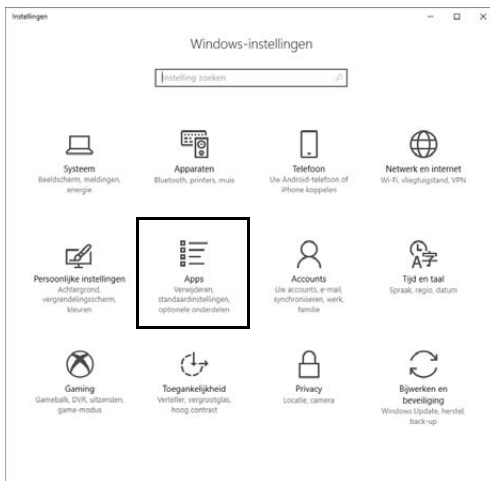 Instellingen
Windows-instellingen
Instelling zoeken
Systeem
Beeldscherm, meldingen,
energie
Apparaten
Bluetooth, printers, muis
Telefoon
Uw Android-telefoon of
iPhone koppelen
Netwerk en internet
Wi-Fi, vliegtuigstand, VPN
Persoonlijke instellingen
Achtergrond,
vergrendelingsscherm,
kleuren
Apps
Verwijderen,
standaardinstellingen,
optionele onderdelen
Accounts
Uw accounts, e-mail,
synchroniseren, werk,
familie
A字
Tijd en taal
Spraak, regio, datum
Gaming
Gamebalk, DVR, uitzenden,
game-modus
Toegankelijkheid
Verteller, vergrootglas,
hoog contrast
Privacy
Locatie, camera
Bijwerken en
beveiliging
Windows Update, herstel,
back-up